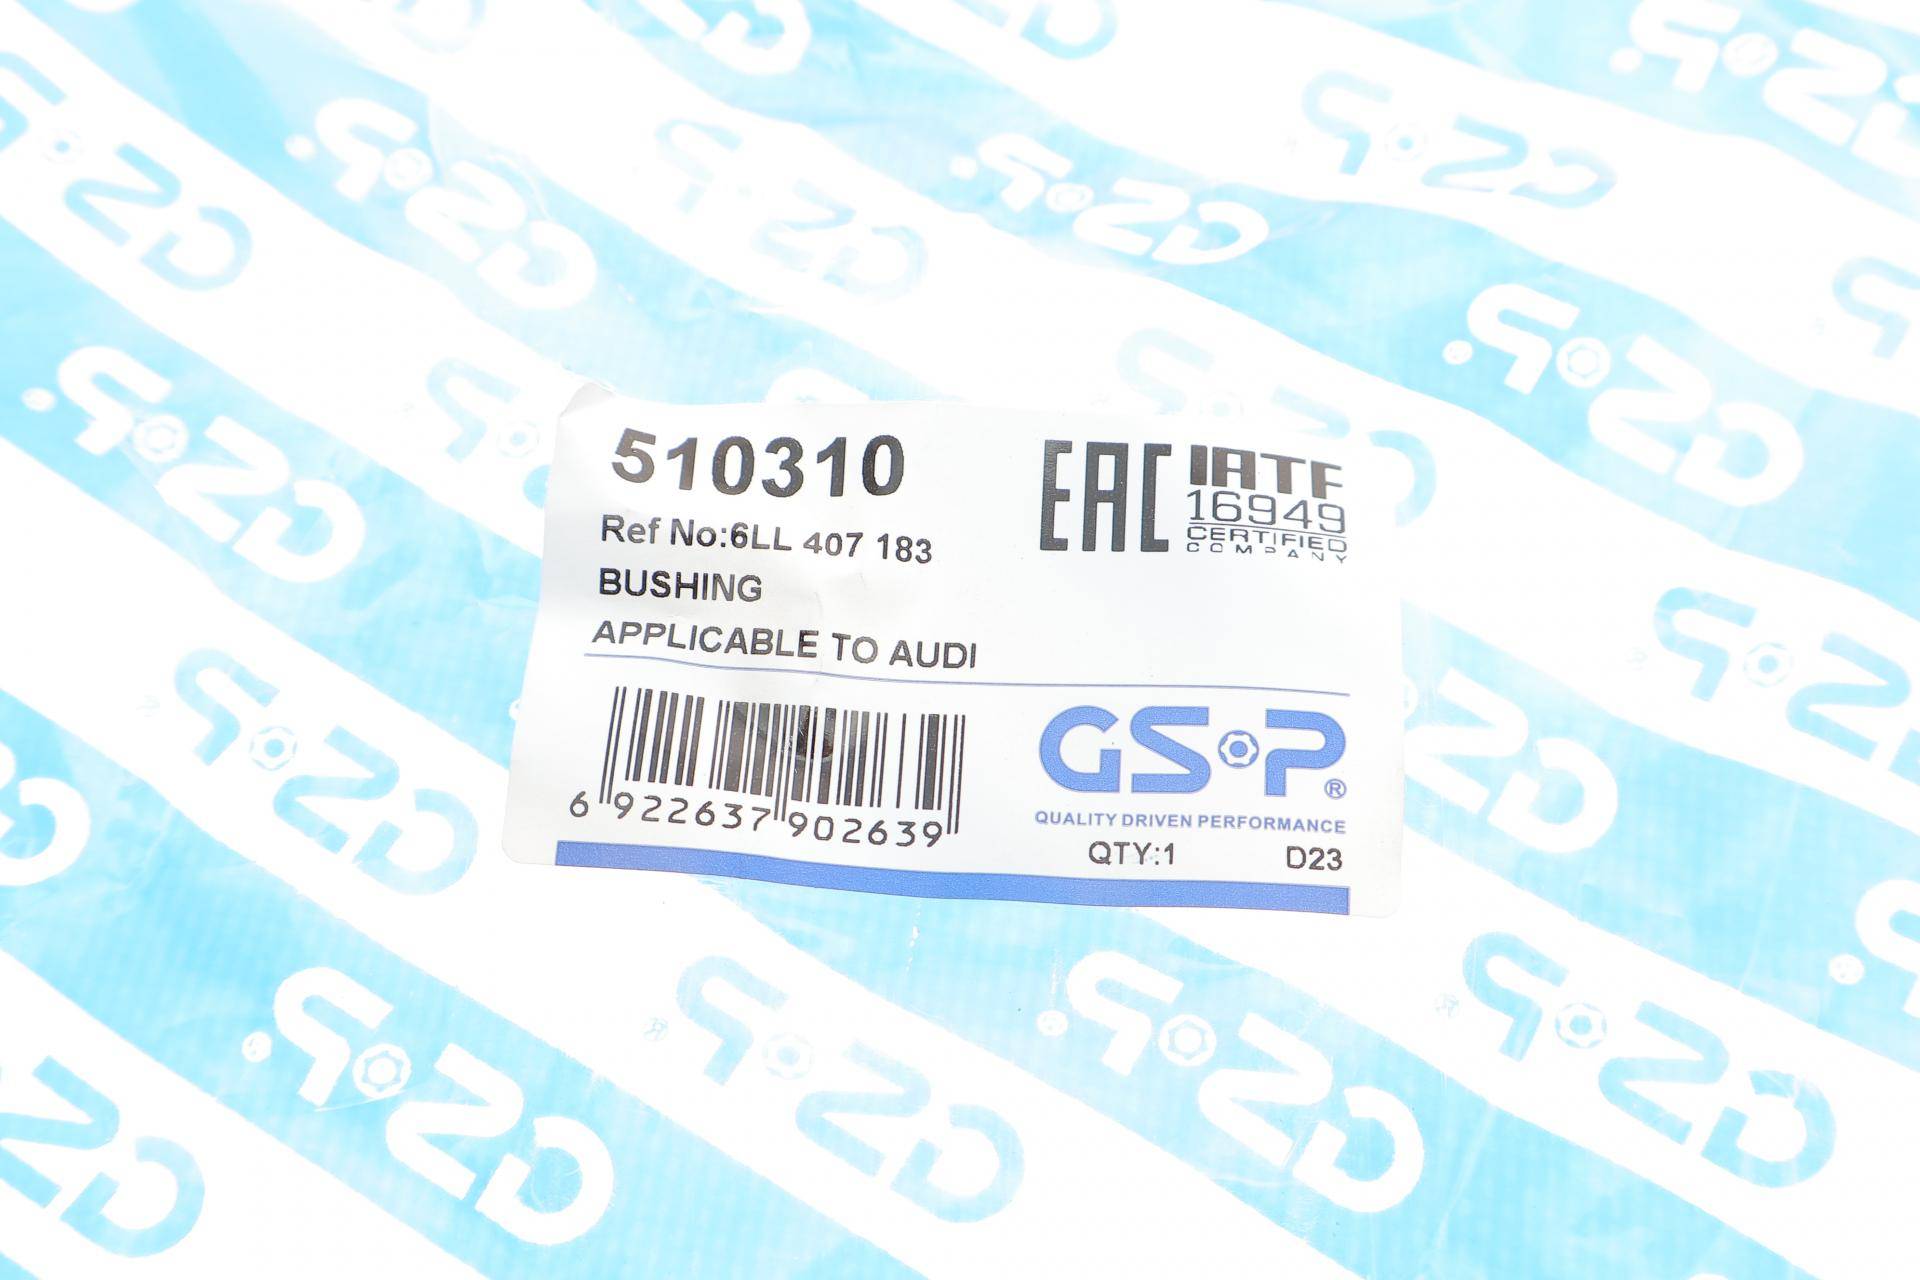 510310
Ref No:6LL 407 183
BUSHING
APPLICABLE TO AUDI
EAC
IATF
16949
CERTIFIED
COMPANY
6 922637 902639
GSP®
QUALITY DRIVEN PERFORMANCE
QTY:1 D23